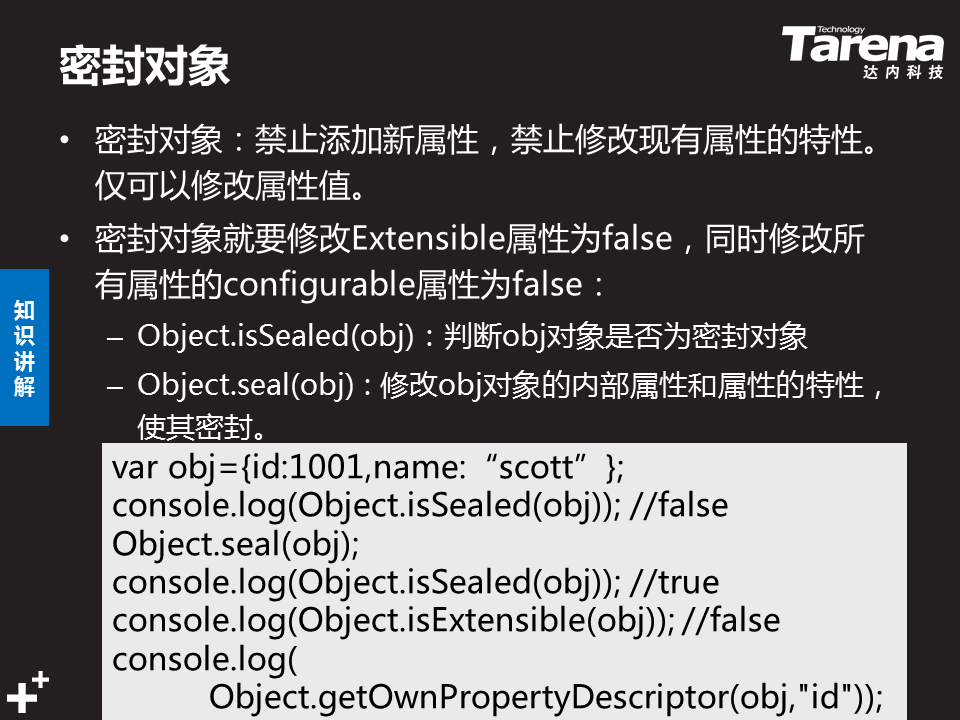 密封对象
Technology
Tarena
达内科技
• 密封对象：禁止添加新属性，禁止修改现有属性的特性。
仅可以修改属性值。
• 密封对象就要修改Extensible属性为false，同时修改所
有属性的configurable属性为false：
– Object.isSealed(obj)：判断obj对象是否为密封对象
– Object.seal(obj)：修改obj对象的内部属性和属性的特性，
使其密封。
知
识
讲
解
var obj={id:1001,name:“scott”};
console.log(Object.isSealed(obj)); //false
Object.seal(obj);
console.log(Object.isSealed(obj)); //true
console.log(Object.isExtensible(obj)); //false
console.log(
Object.getOwnPropertyDescriptor(obj,"id"));